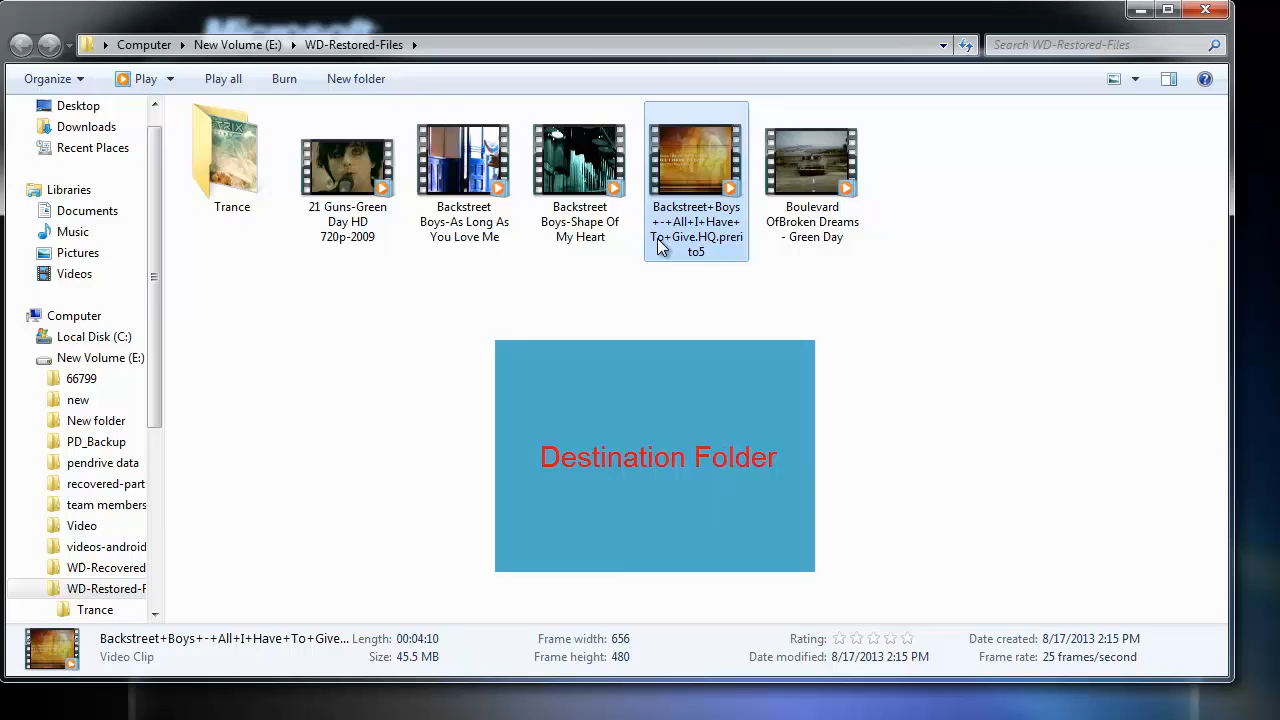 Microsoft
Computer
New Volume (E:)
WD-Restored-Files
Search WD-Restored-Files
Organize
Play
Play all
Burn
New folder
Desktop
Downloads
Recent Places
Libraries
Documents
Music
Pictures
Videos
Computer
Local Disk (C:)
New Volume (E:)
66799
new
New folder
PD_Backup
pendrive data
recovered-part
team members
Video
videos-android
WD-Recovered
WD-Restored-F
Trance
Trance
21 Guns-Green
Day HD
720p-2009
Backstreet
Boys-As Long As
You Love Me
Backstreet
Boys-Shape Of
My Heart
Backstreet+Boys
+-+All+I+Have+
To+Give.HQ.preri
to5
Boulevard
OfBroken Dreams
- Green Day
Destination Folder
Backstreet+Boys+-+All+I+Have+To+Give...
Video Clip
Length: 00:04:10
Size: 45.5 MB
Frame width: 656
Frame height: 480
Rating:
Date modified: 8/17/2013 2:15 PM
Date created: 8/17/2013 2:15 PM
Frame rate: 25 frames/second